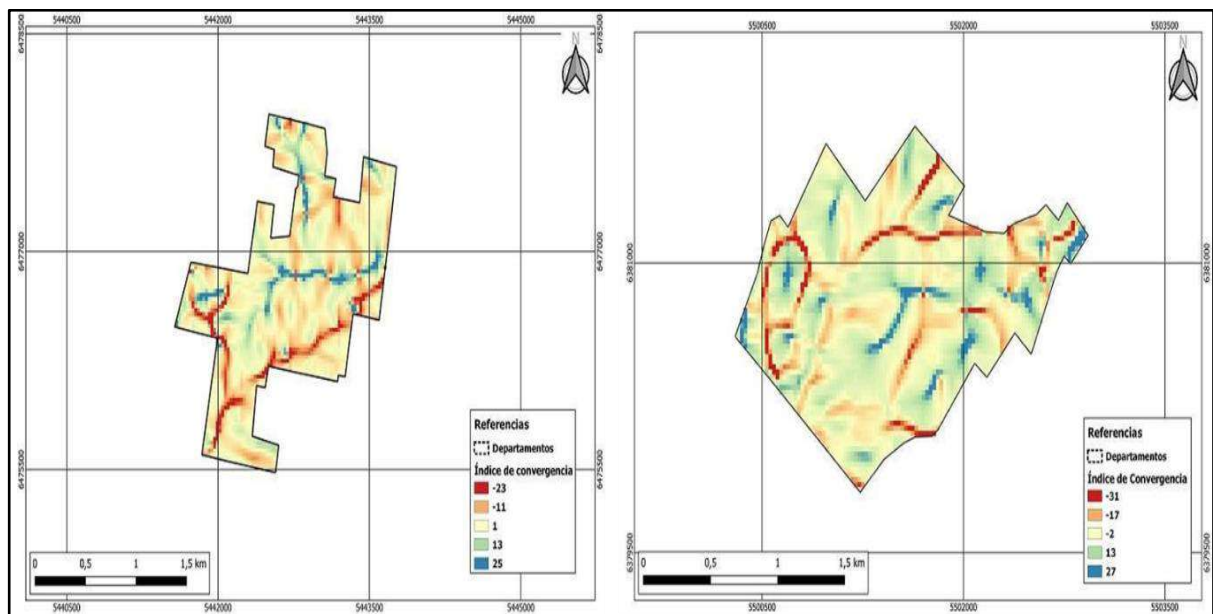 5440500 5442000 5443500 5445000
6478500 6478500
N
6477000 6477000
6475500 6475500
Referencias
Departamentos
Índice de convergencia
-23
-11
1
13
25
0 0,5 1 1,5 km
5440500 5442000 5443500 5445000
5500500 5502000 5503500
N
6381000 6381000
6379500 6379500
Referencias
Departamentos
Índice de Convergencia
-31
-17
-2
13
27
0 0,5 1 1,5 km
5500500 5502000 5503500